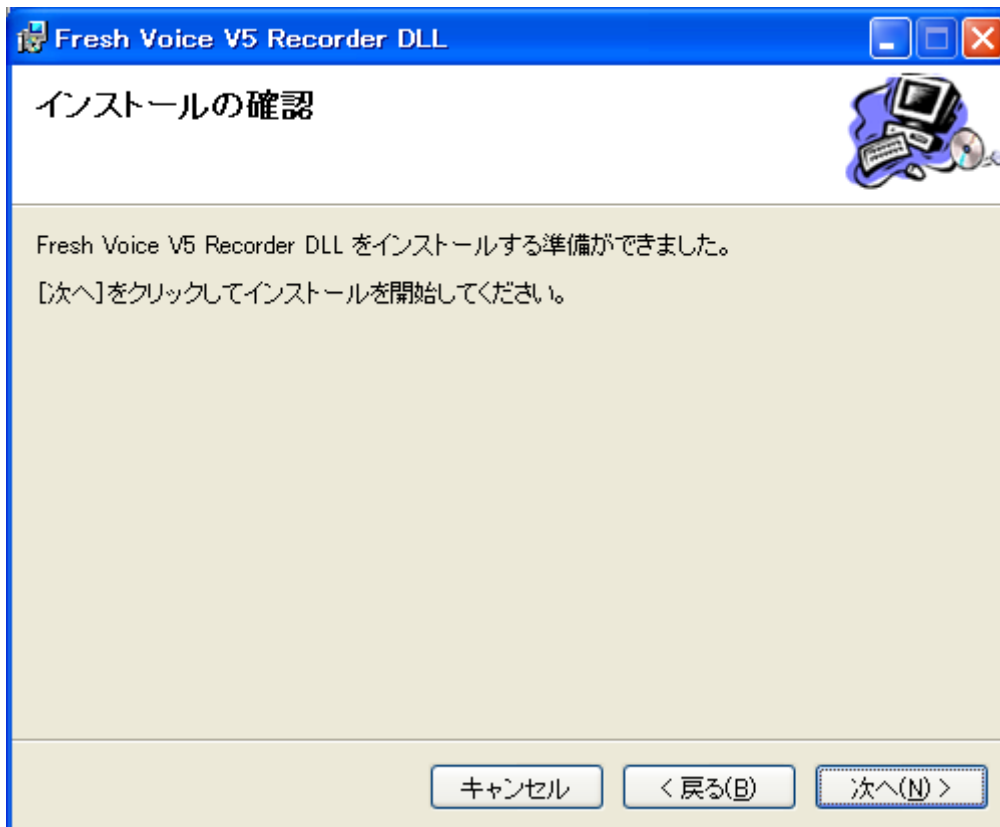 Fresh Voice V5 Recorder DLL
インストールの確認
Fresh Voice V5 Recorder DLL をインストールする準備ができました。
[次へ]をクリックしてインストールを開始してください。
キャンセル
< 戻る(B)
次へ(N) >